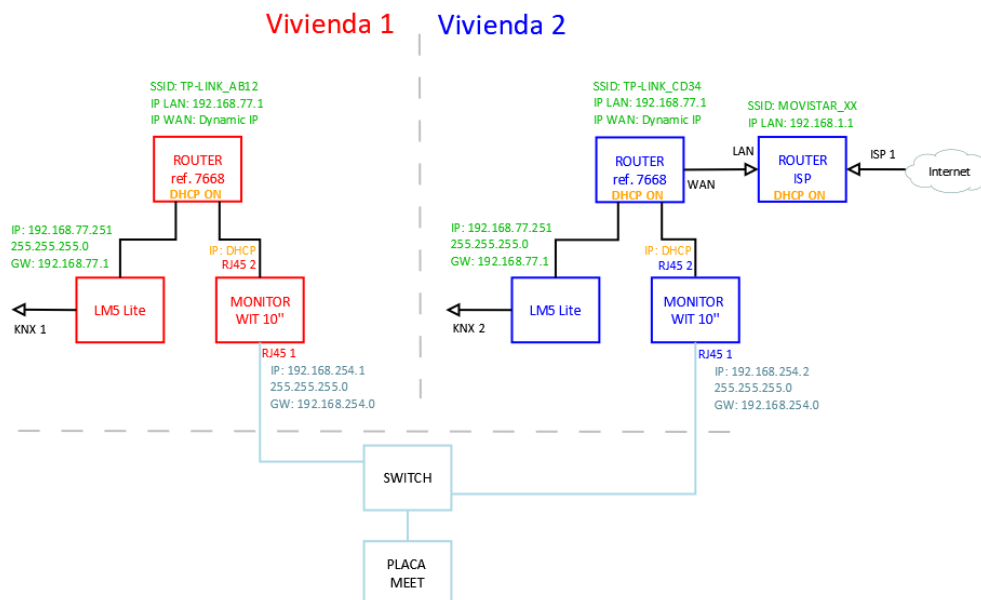 Vivienda 1
Vivienda 2
SSID: TP-LINK_AB12
IP LAN: 192.168.77.1
IP WAN: Dynamic IP
ROUTER
ref. 7668
DHCP ON
IP: 192.168.77.251
255.255.255.0
GW: 192.168.77.1
IP: DHCP
RJ45 2
LM5 Lite
KNX 1
MONITOR
WIT 10"
RJ45 1
IP: 192.168.254.1
255.255.255.0
GW: 192.168.254.0
SSID: TP-LINK_CD34
IP LAN: 192.168.77.1
IP WAN: Dynamic IP
ROUTER
ref. 7668
DHCP ON
WAN
LAN
SSID: MOVISTAR_XX
IP LAN: 192.168.1.1
ROUTER
ISP
DHCP ON
ISP 1
Internet
IP: 192.168.77.251
255.255.255.0
GW: 192.168.77.1
IP: DHCP
RJ45 2
LM5 Lite
KNX 2
MONITOR
WIT 10"
RJ45 1
IP: 192.168.254.2
255.255.255.0
GW: 192.168.254.0
SWITCH
PLACA
MEET